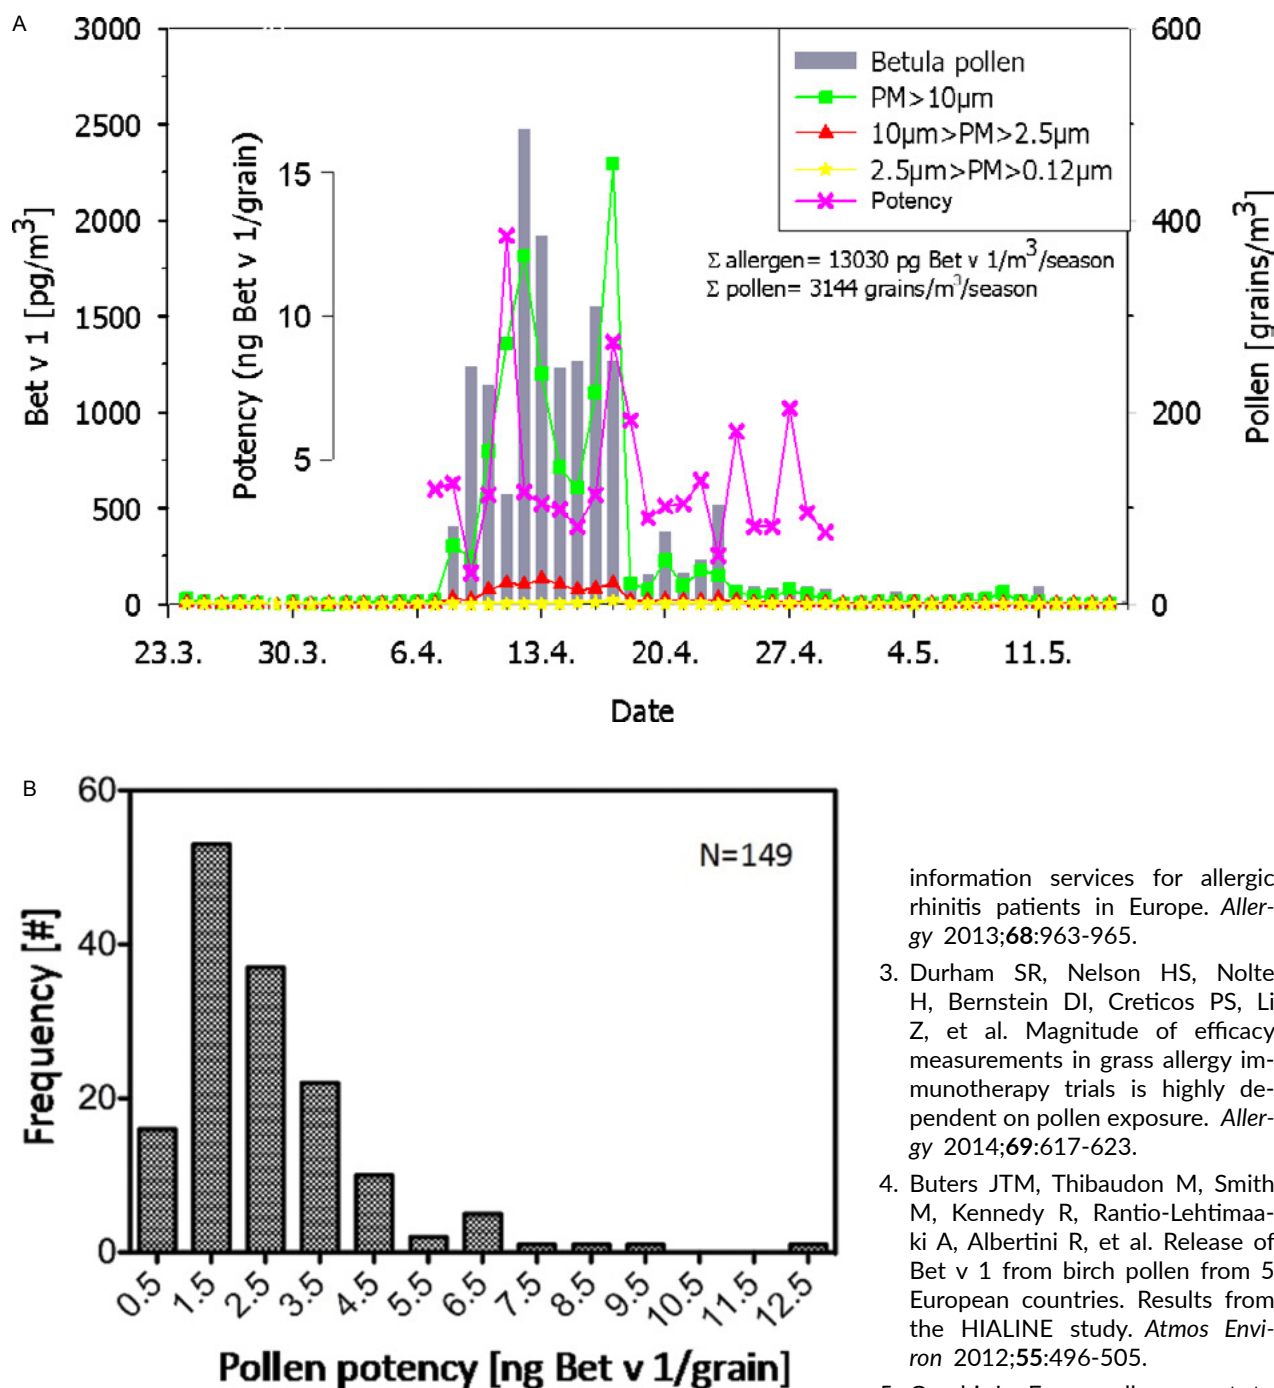 A
3000
2500
2000
1500
1000
500
0
Bet v 1 [pg/m³]
15
10
5
Potency (ng Bet v 1/grain)
Betula pollen
PM>10µm
10µm>PM>2.5µm
2.5µm>PM>0.12µm
Potency
Σ allergen= 13030 pg Bet v 1/m³/season
Σ pollen= 3144 grains/m³/season
600
400
200
0
Pollen [grains/m³]
23.3. 30.3. 6.4. 13.4. 20.4. 27.4. 4.5. 11.5.
Date
B
60
40
20
0
Frequency [#]
N=149
0.5 1.5 2.5 3.5 4.5 5.5 6.5 7.5 8.5 9.5 10.5 11.5 12.5
Pollen potency [ng Bet v 1/grain]
information services for allergic
rhinitis patients in Europe. Aller-
gy 2013;68:963-965.
3. Durham SR, Nelson HS, Nolte
H, Bernstein DI, Creticos PS, Li
Z, et al. Magnitude of efficacy
measurements in grass allergy im-
munotherapy trials is highly de-
pendent on pollen exposure. Aller-
gy 2014;69:617-623.
4. Buters JTM, Thibaudon M, Smith
M, Kennedy R, Rantio-Lehtimaa-
ki A, Albertini R, et al. Release of
Bet v 1 from birch pollen from 5
European countries. Results from
the HIALINE study. Atmos Envi-
ron 2012;55:496-505.